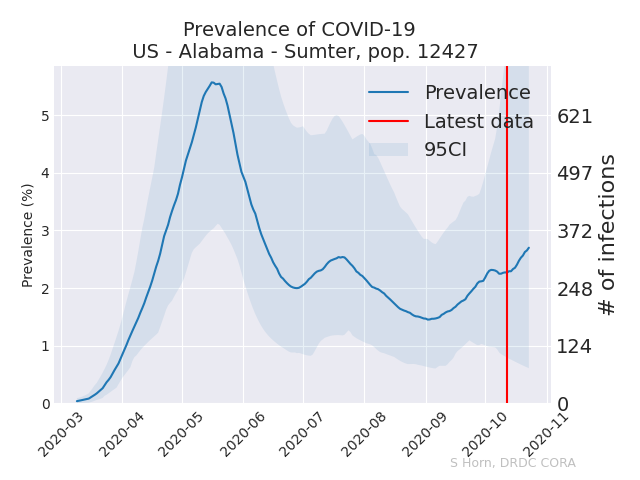 Prevalence of COVID-19
US - Alabama - Sumter, pop. 12427
Prevalence
Latest data
95CI
Prevalence (%)
5
4
3
2
1
0
621
497
372
248
124
0
# of infections
2020-03
2020-04
2020-05
2020-06
2020-07
2020-08
2020-09
2020-10
2020-11
S Horn, DRDC CORA